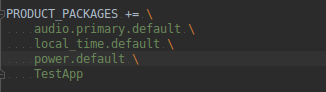 PRODUCT_PACKAGES += \
audio.primary.default \
local_time.default \
power.default \
TestApp